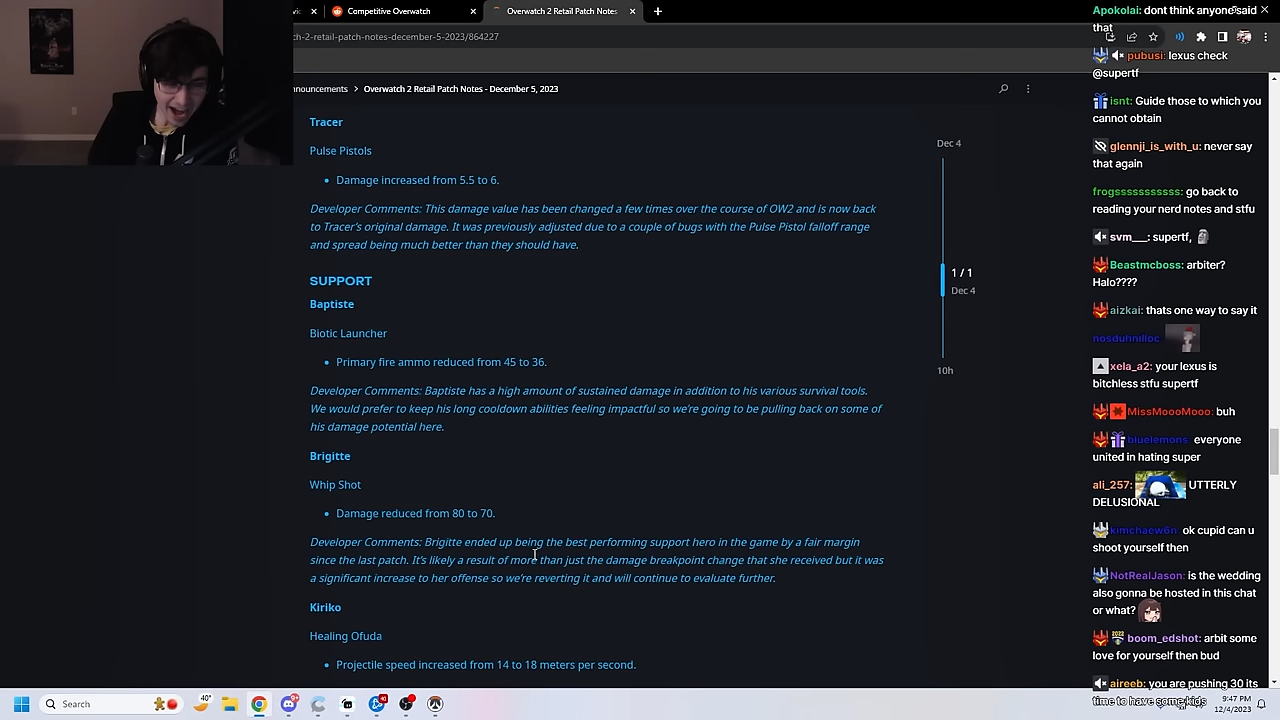 Competitive Overwatch
Overwatch 2 Retail Patch Notes
ch-2-retail-patch-notes-december-5-2023/864227
nnouncements > Overwatch 2 Retail Patch Notes - December 5, 2023
Tracer
Pulse Pistols
• Damage increased from 5.5 to 6.
Developer Comments: This damage value has been changed a few times over the course of OW2 and is now back
to Tracer's original damage. It was previously adjusted due to a couple of bugs with the Pulse Pistol falloff range
and spread being much better than they should have.
SUPPORT
Baptiste
Biotic Launcher
• Primary fire ammo reduced from 45 to 36.
Developer Comments: Baptiste has a high amount of sustained damage in addition to his various survival tools.
We would prefer to keep his long cooldown abilities feeling impactful so we're going to be pulling back on some of
his damage potential here.
Brigitte
Whip Shot
• Damage reduced from 80 to 70.
Developer Comments: Brigitte ended up being the best performing support hero in the game by a fair margin
since the last patch. It's likely a result of more than just the damage breakpoint change that she received but it was
a significant increase to her offense so we're reverting it and will continue to evaluate further.
Kiriko
Healing Ofuda
• Projectile speed increased from 14 to 18 meters per second.
Dec 4
1 / 1
Dec 4
10h
Apokolai: dont think anyone said
that
pubusi: lexus check
@supertf
isnt: Guide those to which you
cannot obtain
glennji_is_with_u: never say
that again
frogsssssssssss: go back to
reading your nerd notes and stfu
svm___: supertf,
Beastmcboss: arbiter?
Halo????
aizkai: thats one way to say it
nosduhnilloc
xela_a2: your lexus is
bitchless stfu supertf
MissMoooMooo: buh
bluelemons: everyone
united in hating super
ali_257: UTTERLY
DELUSIONAL
kimchaew6n: ok cupid can u
shoot yourself then
NotRealJason: is the wedding
also gonna be hosted in this chat
or what?
boom_edshot: arbit some
love for yourself then bud
aireeb: you are pushing 30 its
time to have some kids
Search
40°
9:47 PM
12/4/2023